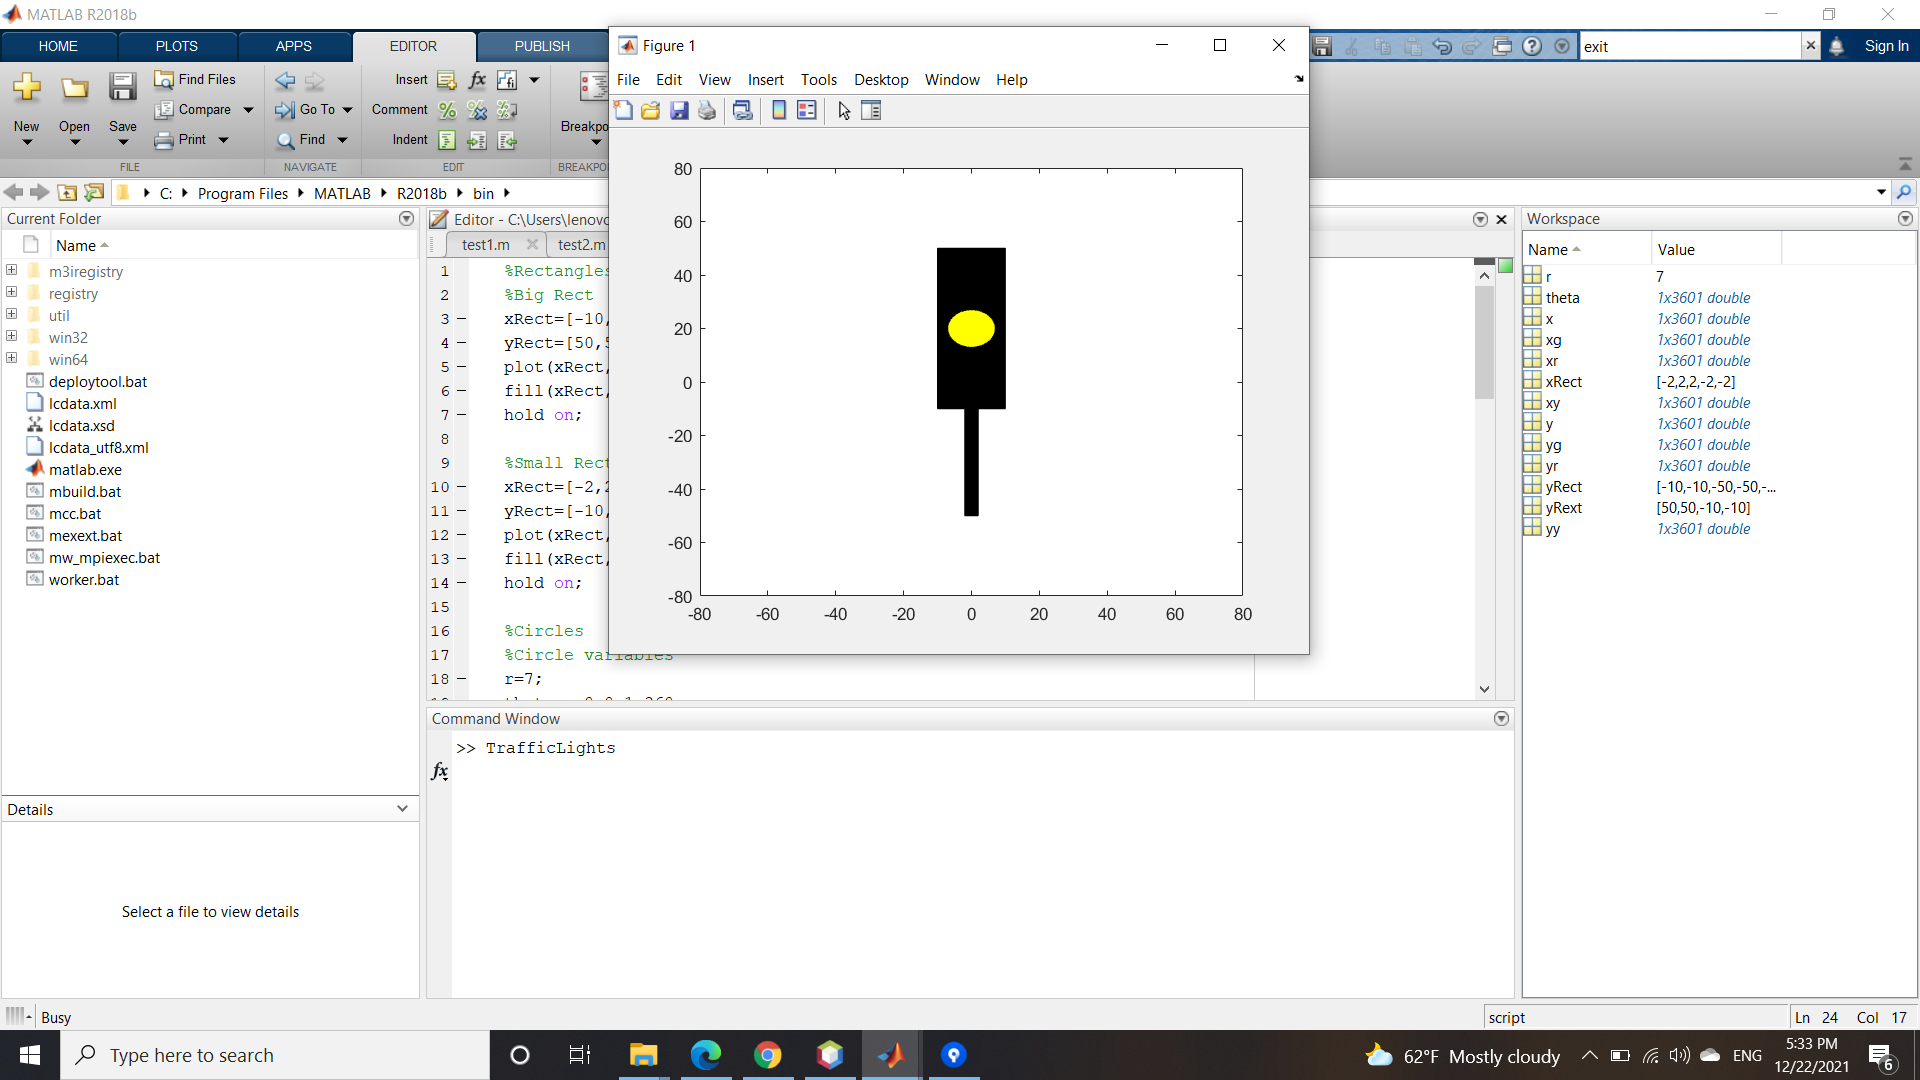 MATLAB R2018b
HOME PLOTS APPS EDITOR PUBLISH
exit
Sign In
New Open Save
Find Files
Compare
Print
FILE
Go To
Find
NAVIGATE
Insert
Comment
Indent
EDIT
Figure 1
File Edit View Insert Tools Desktop Window Help
C: Program Files MATLAB R2018b bin
Current Folder
Name
m3iregistry
registry
util
win32
win64
deploytool.bat
lcdata.xml
lcdata.xsd
lcdata_utf8.xml
matlab.exe
mbuild.bat
mcc.bat
mexext.bat
mw_mpiexec.bat
worker.bat
Details
Select a file to view details
Editor - C:\Users\lenovo
test1.m test2.m
1 %Rectangles
2 %Big Rect
3 xRect=[-10,
4 yRect=[50,5
5 plot(xRect,
6 fill(xRect,
7 hold on;
8
9 %Small Rect
10 xRect=[-2,2
11 yRect=[-10,
12 plot(xRect,
13 fill(xRect,
14 hold on;
15
16 %Circles
17 %Circle variables
18 r=7;
80
60
40
20
0
-20
-40
-60
-80
-80 -60 -40 -20 0 20 40 60 80
Command Window
>> TrafficLights
fx
Workspace
Name Value
r 7
theta 1x3601 double
x 1x3601 double
xg 1x3601 double
xr 1x3601 double
xRect [-2,2,2,-2,-2]
xy 1x3601 double
y 1x3601 double
yg 1x3601 double
yr 1x3601 double
yRect [-10,-10,-50,-50,-...
yRext [50,50,-10,-10]
yy 1x3601 double
Busy
script
Ln 24 Col 17
Type here to search
62°F Mostly cloudy
ENG
5:33 PM
12/22/2021
6